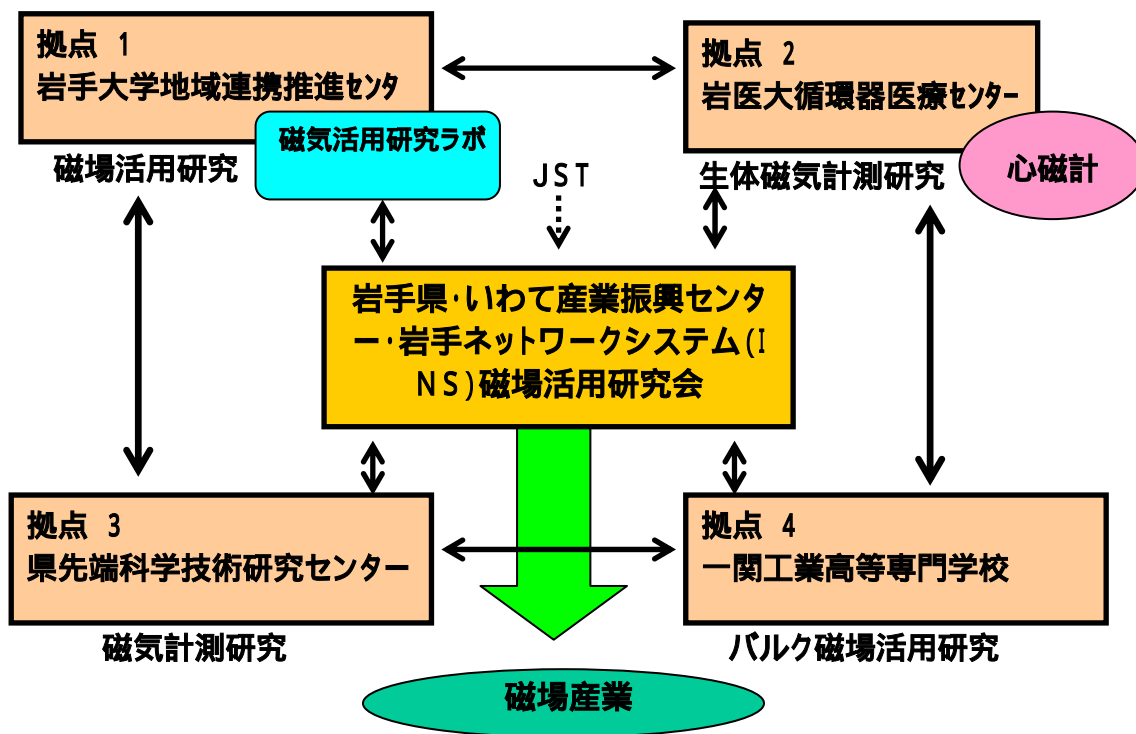 拠点 1
岩手大学地域連携推進ｾﾝﾀ
磁気活用研究ラボ
磁場活用研究
拠点 2
岩医大循環器医療ｾﾝﾀｰ
心磁計
生体磁気計測研究
JST
岩手県･いわて産業振興センタ
ー･岩手ネットワークシステム(I
NS)磁場活用研究会
拠点 3
県先端科学技術研究センター
磁気計測研究
拠点 4
一関工業高等専門学校
バルク磁場活用研究
磁場産業